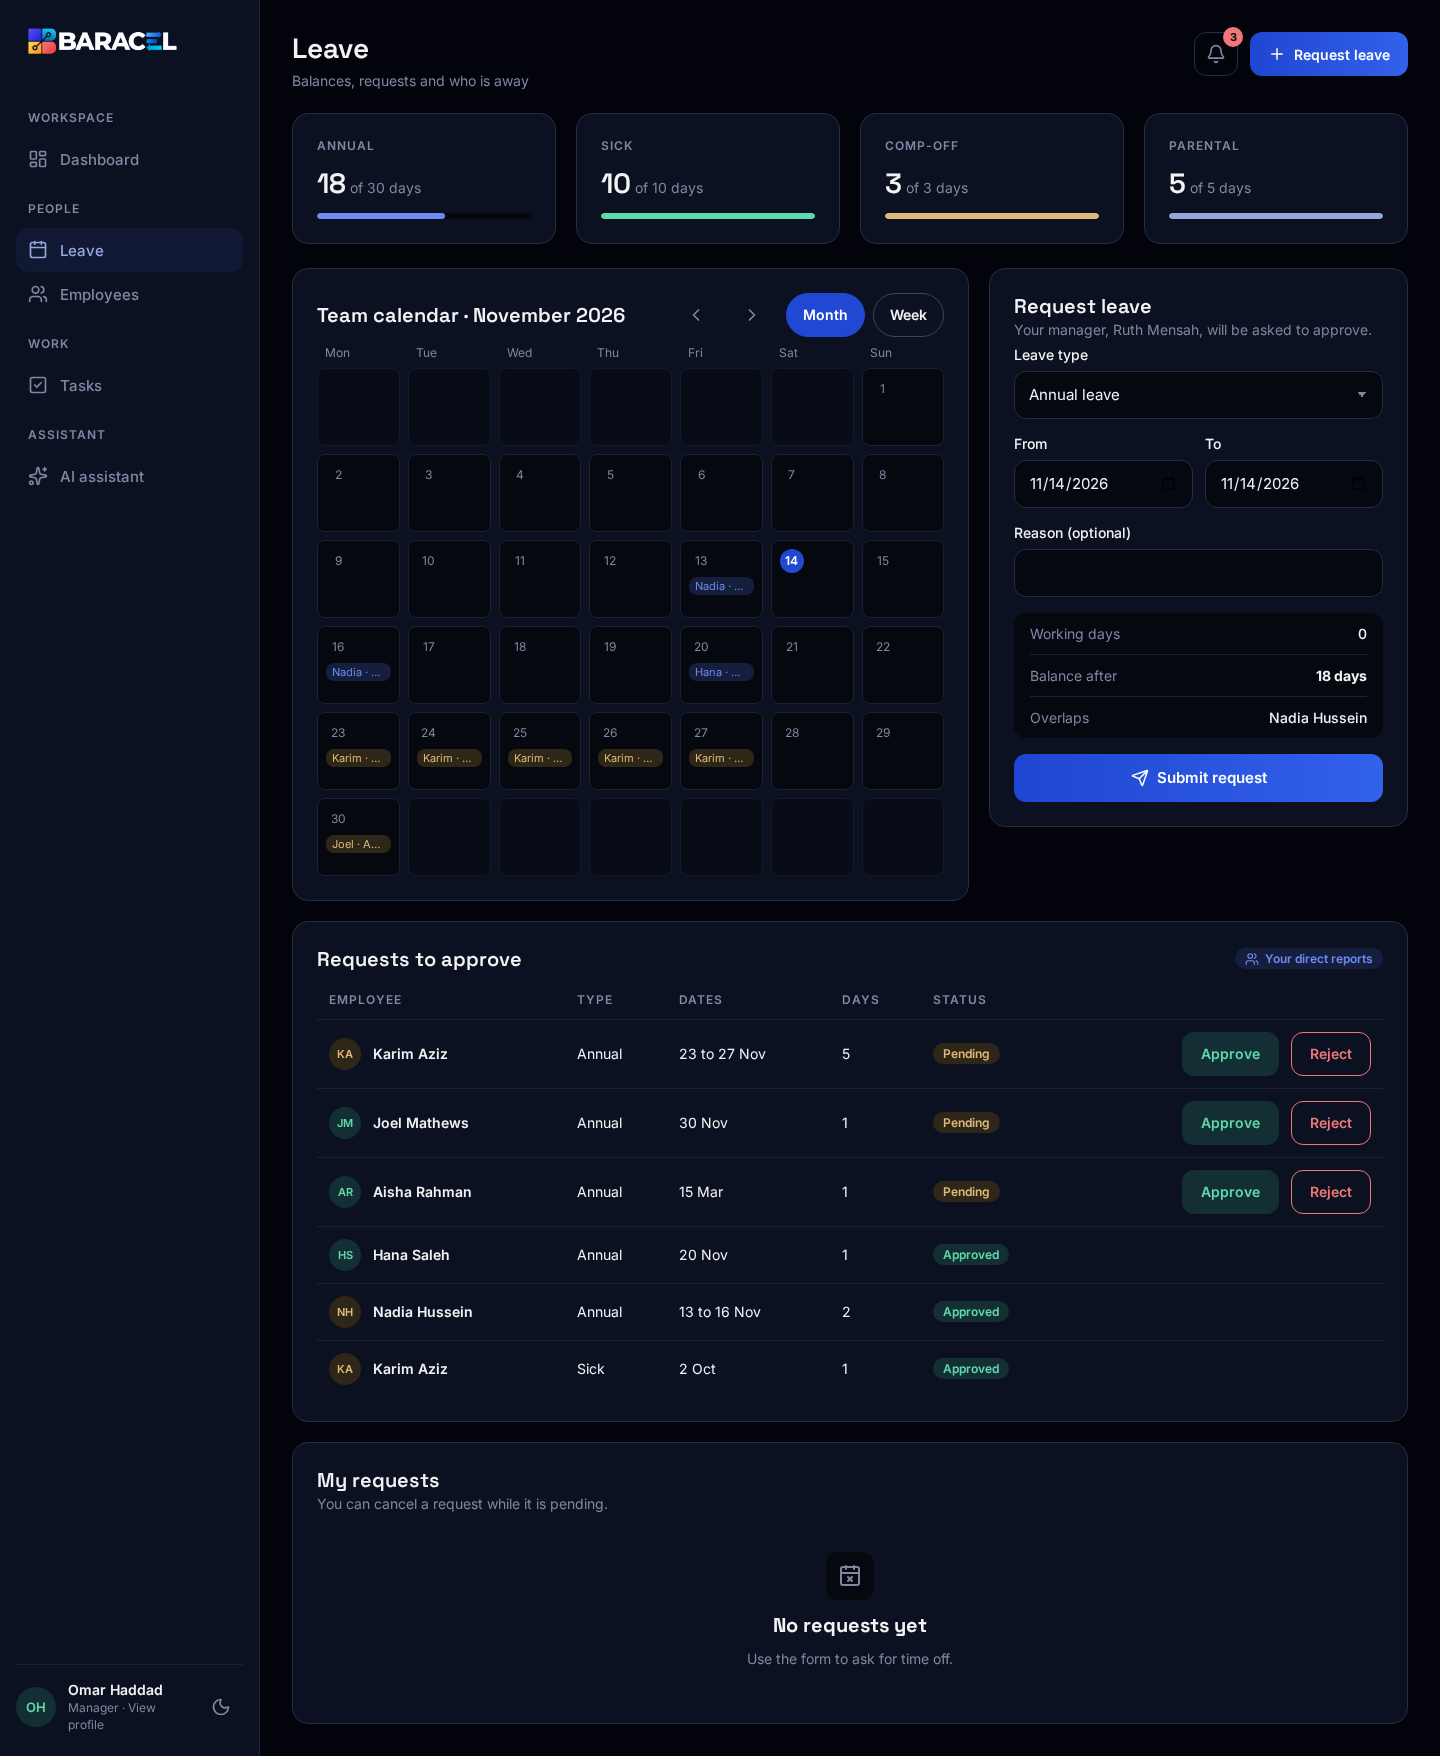 BARACEL
WORKSPACE
Dashboard
PEOPLE
Leave
Employees
WORK
Tasks
ASSISTANT
AI assistant
OH
Omar Haddad
Manager · View
profile
Leave
Balances, requests and who is away
3
Request leave
ANNUAL
18 of 30 days
SICK
10 of 10 days
COMP-OFF
3 of 3 days
PARENTAL
5 of 5 days
Team calendar · November 2026
Month
Week
Mon Tue Wed Thu Fri Sat Sun
1
2 3 4 5 6 7 8
9 10 11 12 13 14 15
Nadia · ...
16 17 18 19 20 21 22
Nadia · ... Hana · ...
23 24 25 26 27 28 29
Karim · ... Karim · ... Karim · ... Karim · ... Karim · ...
30
Joel · A...
Request leave
Your manager, Ruth Mensah, will be asked to approve.
Leave type
Annual leave
From To
11/14/2026 11/14/2026
Reason (optional)
Working days 0
Balance after 18 days
Overlaps Nadia Hussein
Submit request
Requests to approve
Your direct reports
EMPLOYEE TYPE DATES DAYS STATUS
KA Karim Aziz Annual 23 to 27 Nov 5 Pending Approve Reject
JM Joel Mathews Annual 30 Nov 1 Pending Approve Reject
AR Aisha Rahman Annual 15 Mar 1 Pending Approve Reject
HS Hana Saleh Annual 20 Nov 1 Approved
NH Nadia Hussein Annual 13 to 16 Nov 2 Approved
KA Karim Aziz Sick 2 Oct 1 Approved
My requests
You can cancel a request while it is pending.
No requests yet
Use the form to ask for time off.